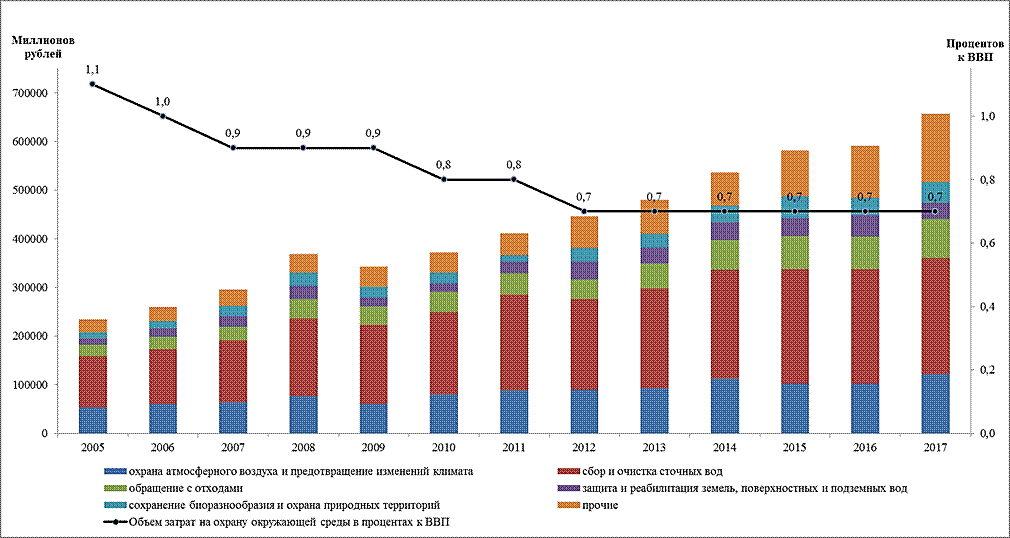 Миллионов
рублей
Процентов
к ВВП
700000
600000
500000
400000
300000
200000
100000
0
1,1
1,0
0,9
0,9
0,9
0,8
0,8
0,7
0,7
0,7
0,7
0,7
0,7
1,0
0,8
0,6
0,4
0,2
0,0
2005 2006 2007 2008 2009 2010 2011 2012 2013 2014 2015 2016 2017
охрана атмосферного воздуха и предотвращение изменений климата
сбор и очистка сточных вод
обращение с отходами
защита и реабилитация земель, поверхностных и подземных вод
сохранение биоразнообразия и охрана природных территорий
прочие
Объем затрат на охрану окружающей среды в процентах к ВВП